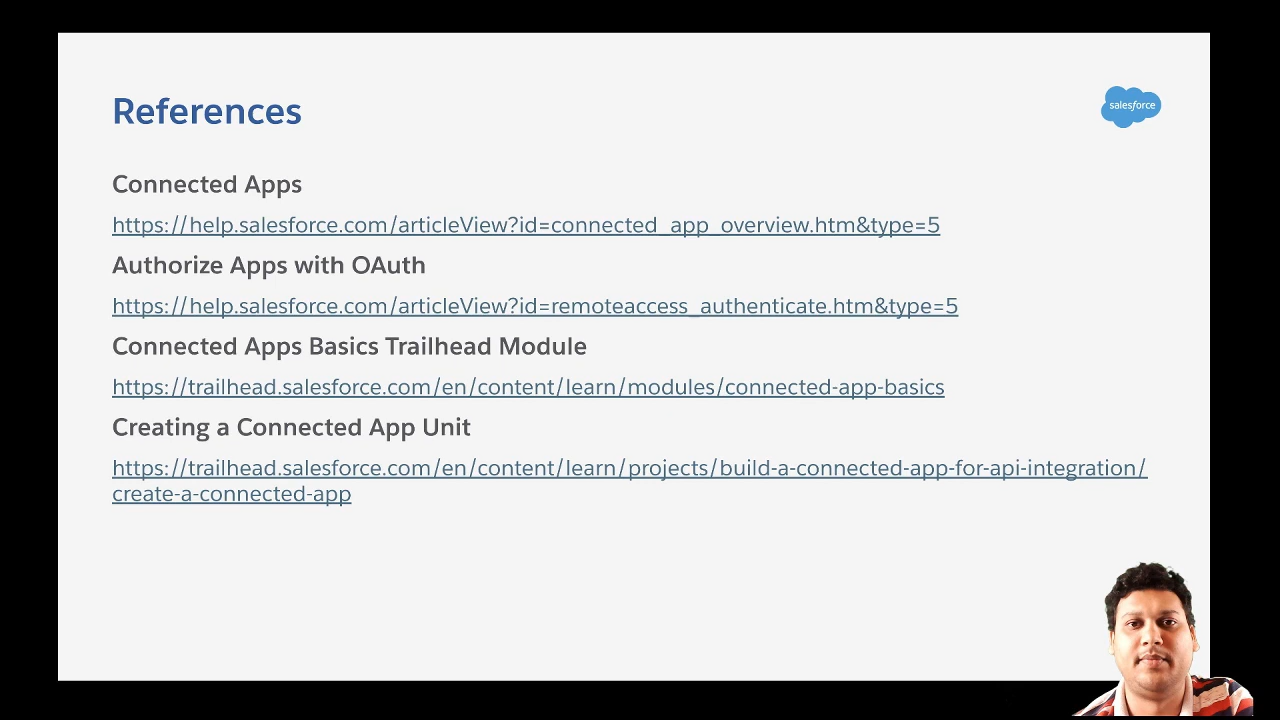 References
salesforce
Connected Apps
https://help.salesforce.com/articleView?id=connected_app_overview.htm&type=5
Authorize Apps with OAuth
https://help.salesforce.com/articleView?id=remoteaccess_authenticate.htm&type=5
Connected Apps Basics Trailhead Module
https://trailhead.salesforce.com/en/content/learn/modules/connected-app-basics
Creating a Connected App Unit
https://trailhead.salesforce.com/en/content/learn/projects/build-a-connected-app-for-api-integration/
create-a-connected-app